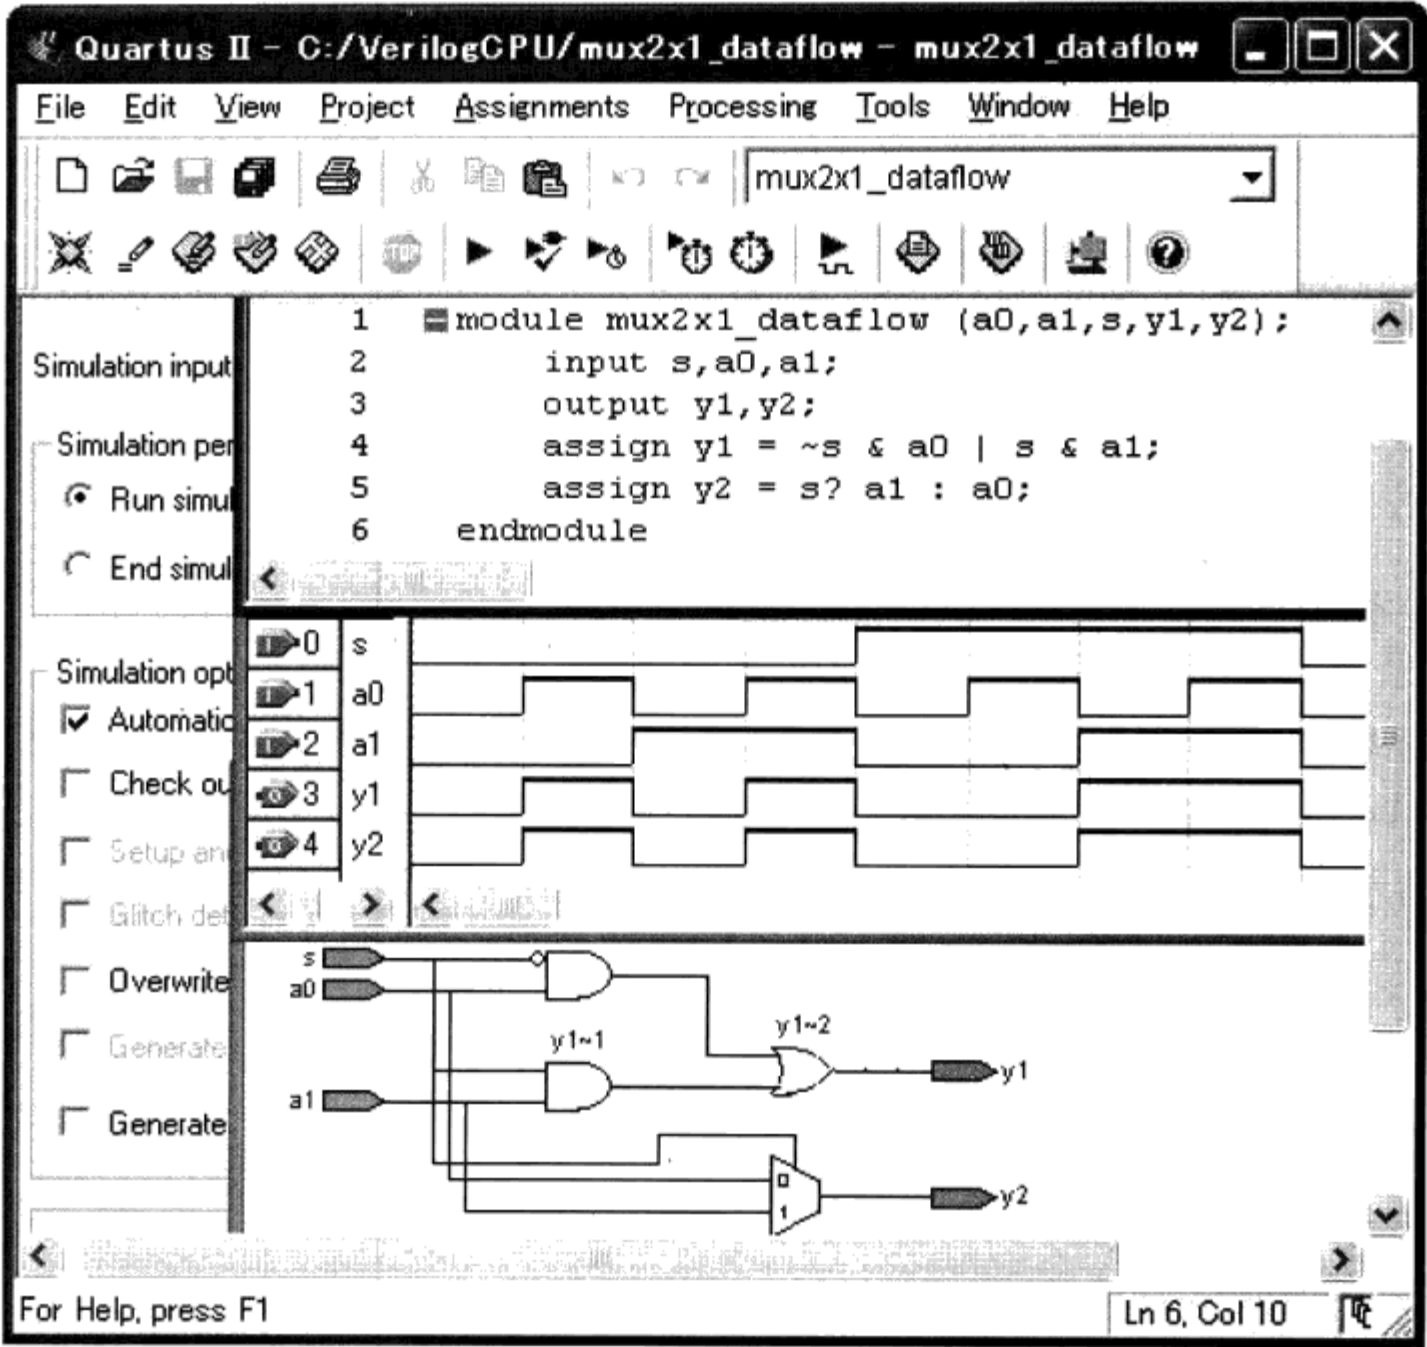 Quartus II - C:/VerilogCPU/mux2x1_dataflow - mux2x1_dataflow
File Edit View Project Assignments Processing Tools Window Help
mux2x1_dataflow
Simulation input
Simulation per
Run simul
End simul
Simulation opt
Automatic
Check ou
Setup an
Glitch det
Overwrite
Generate
Generate
1 module mux2x1_dataflow (a0,a1,s,y1,y2);
2 input s,a0,a1;
3 output y1,y2;
4 assign y1 = ~s & a0 | s & a1;
5 assign y2 = s? a1 : a0;
6 endmodule
0 s
1 a0
2 a1
3 y1
4 y2
s
a0
y1~1
y1~2
a1
y1
0
1
y2
For Help, press F1
Ln 6, Col 10